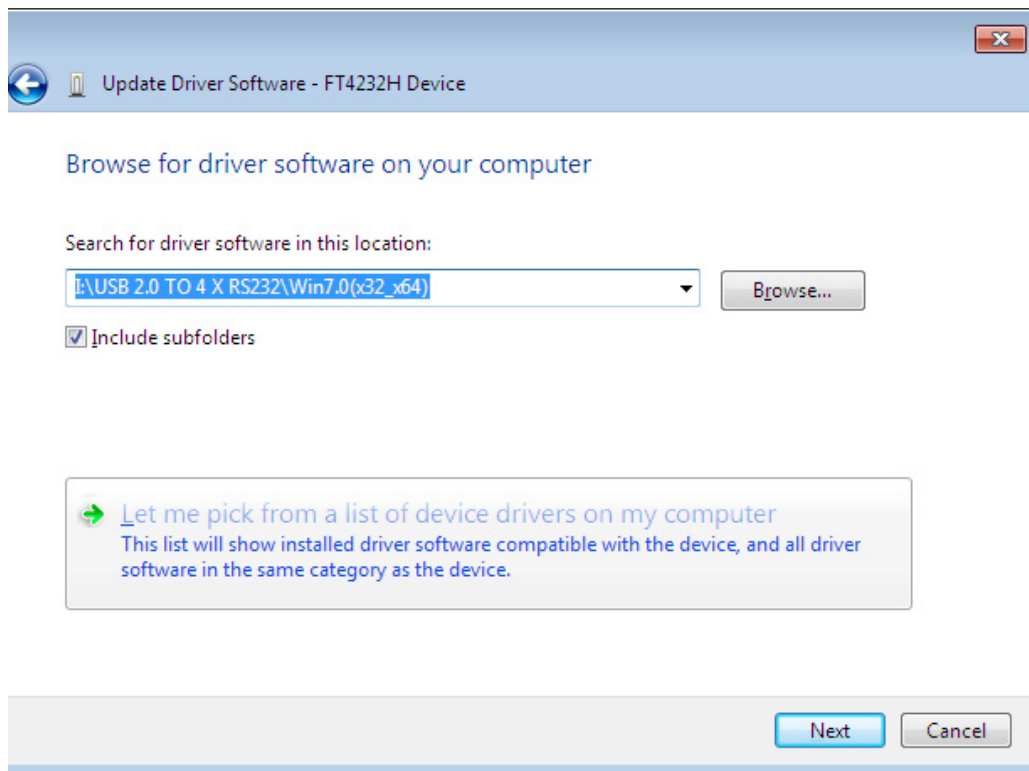 Update Driver Software - FT4232H Device
Browse for driver software on your computer
Search for driver software in this location:
I:\USB 2.0 TO 4 X RS232\Win7.0(x32_x64)
Browse...
Include subfolders
Let me pick from a list of device drivers on my computer
This list will show installed driver software compatible with the device, and all driver
software in the same category as the device.
Next
Cancel